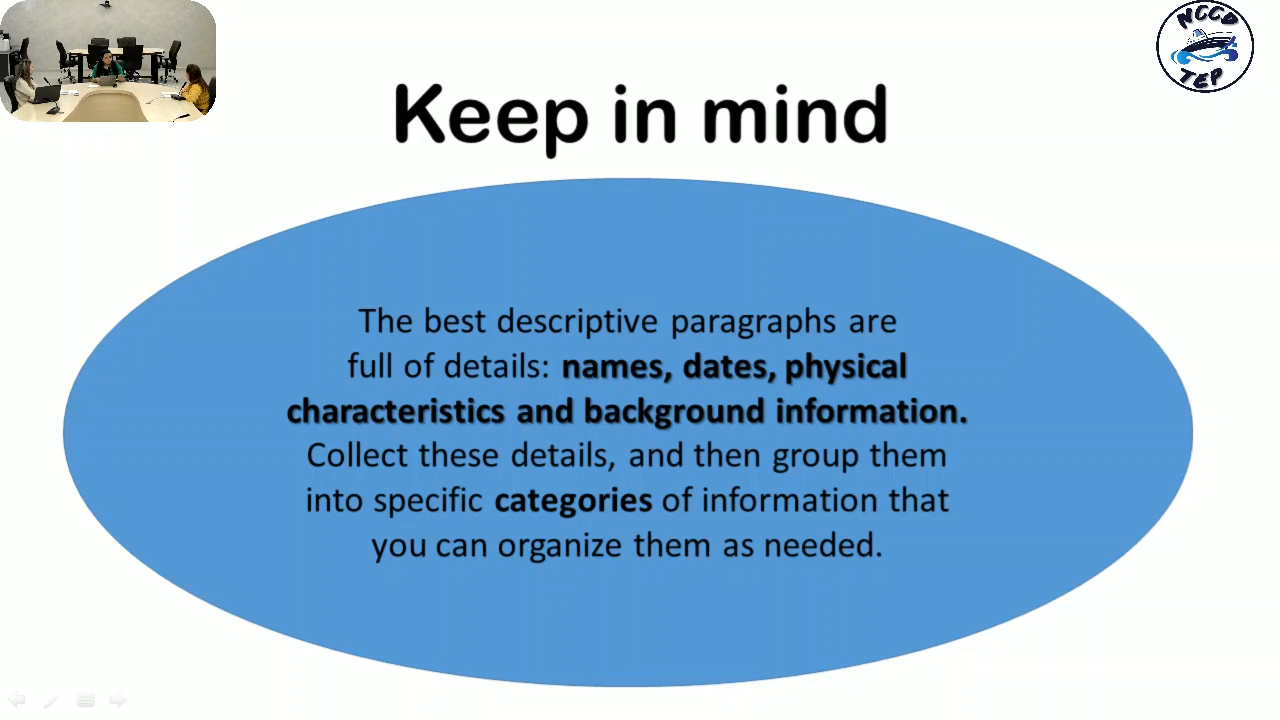 NCCD
TEP
Keep in mind
The best descriptive paragraphs are
full of details: names, dates, physical
characteristics and background information.
Collect these details, and then group them
into specific categories of information that
you can organize them as needed.